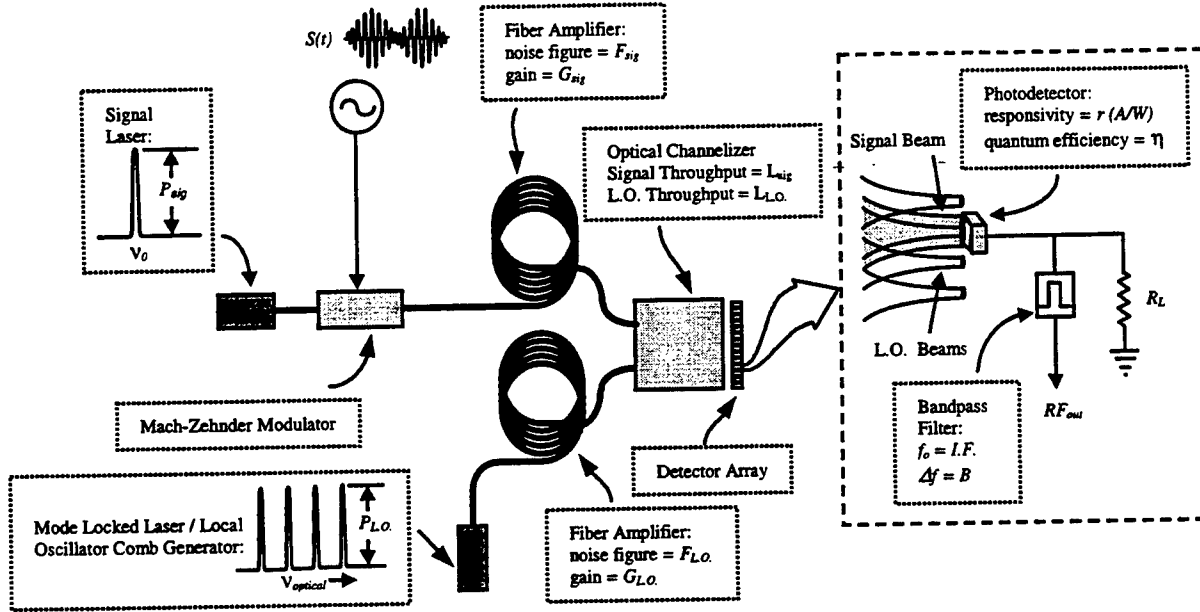 S(t)
Fiber Amplifier:
noise figure = F_sig
gain = G_sig
Signal
Laser:
P_sig
ν_0
Optical Channelizer
Signal Throughput = L_sig
L.O. Throughput = L_L.O.
Photodetector:
responsivity = r (A/W)
quantum efficiency = η
Signal Beam
L.O. Beams
R_L
Bandpass
Filter:
f_o = I.F.
Δf = B
RF_out
Mach-Zehnder Modulator
Detector Array
Mode Locked Laser / Local
Oscillator Comb Generator:
P_L.O.
ν_optical
Fiber Amplifier:
noise figure = F_L.O.
gain = G_L.O.